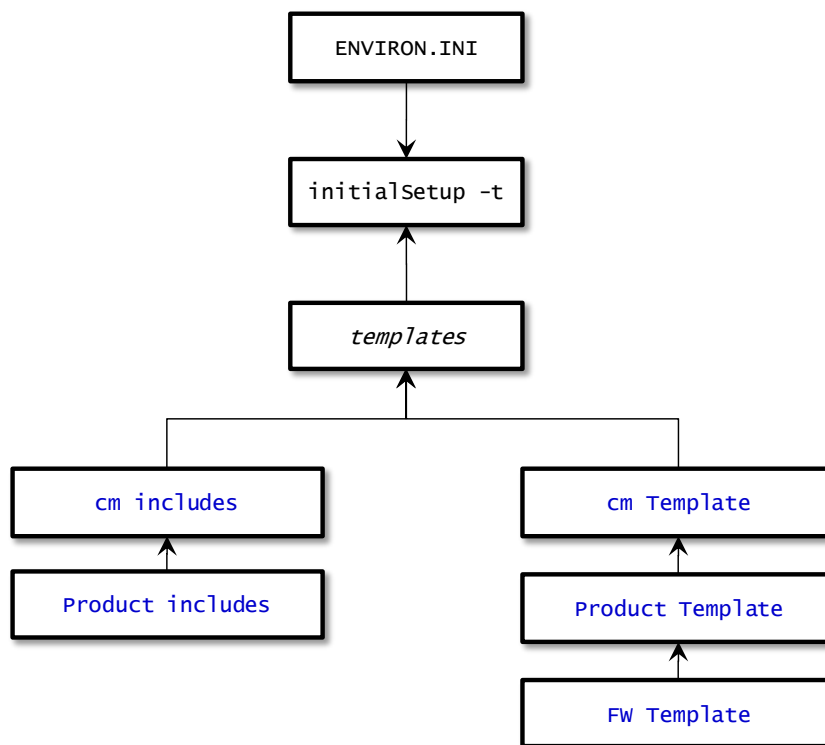 ENVIRON.INI
initialSetup -t
templates
cm includes
cm Template
Product includes
Product Template
FW Template